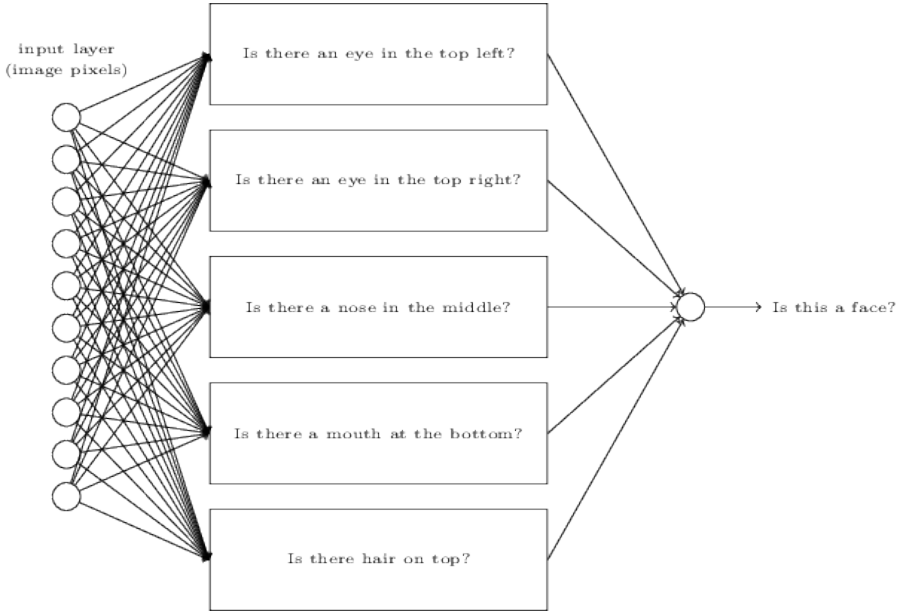 input layer
(image pixels)
Is there an eye in the top left?
Is there an eye in the top right?
Is there a nose in the middle?
Is this a face?
Is there a mouth at the bottom?
Is there hair on top?